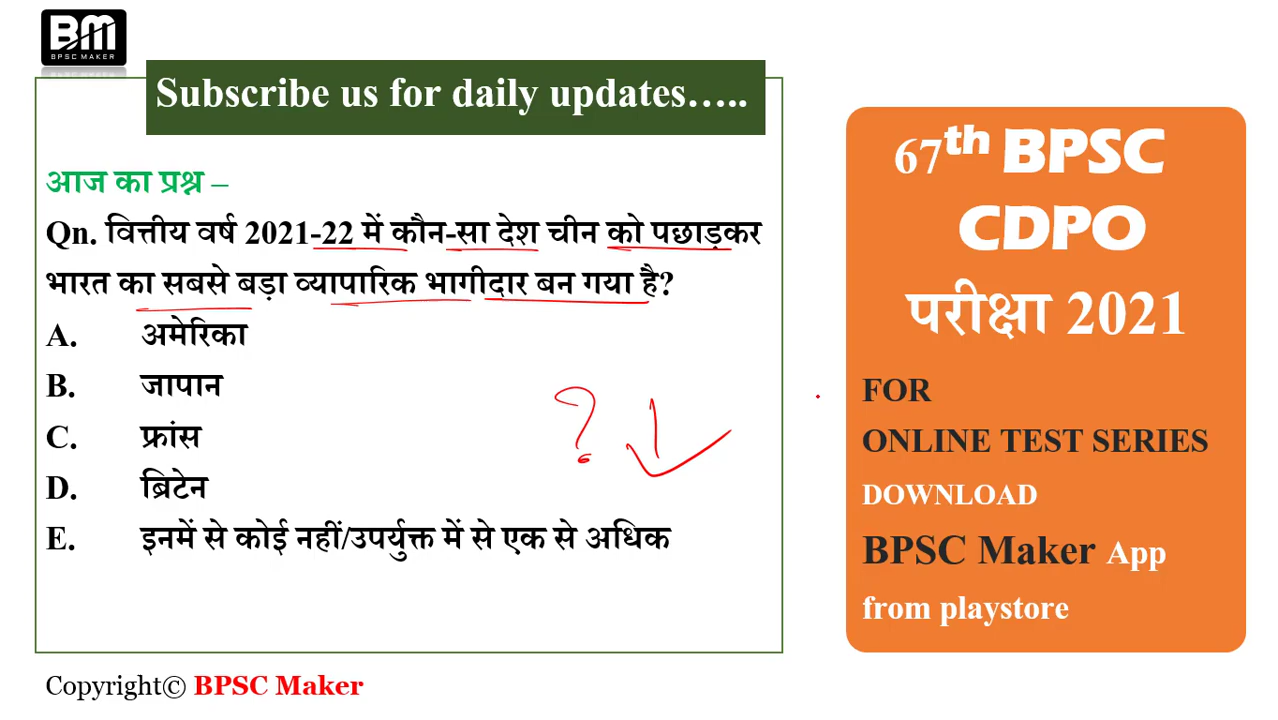 BM
BPSC MAKER
Subscribe us for daily updates…..
आज का प्रश्न –
Qn. वित्तीय वर्ष 2021-22 में कौन-सा देश चीन को पछाड़कर
भारत का सबसे बड़ा व्यापारिक भागीदार बन गया है?
A. अमेरिका
B. जापान
C. फ्रांस
D. ब्रिटेन
E. इनमें से कोई नहीं/उपर्युक्त में से एक से अधिक
?
Copyright© BPSC Maker
67th BPSC
CDPO
परीक्षा 2021
FOR
ONLINE TEST SERIES
DOWNLOAD
BPSC Maker App
from playstore